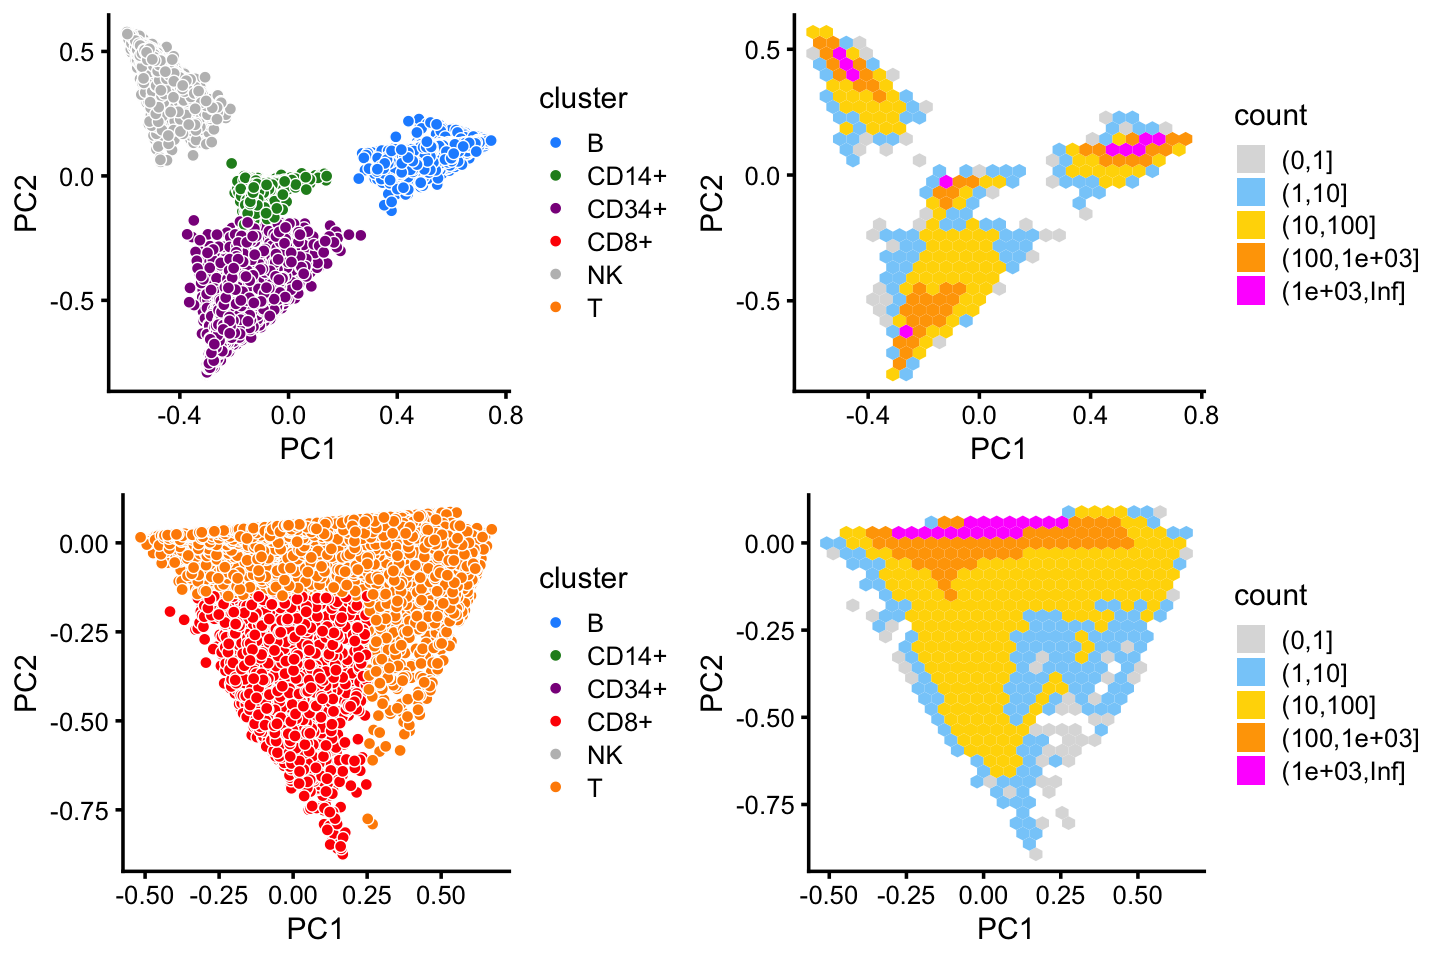 PC2
0.5
0.0
-0.5
-0.4
0.0
0.4
0.8
PC1
cluster
B
CD14+
CD34+
CD8+
NK
T
PC2
0.5
0.0
-0.5
-0.4
0.0
0.4
0.8
PC1
count
(0,1]
(1,10]
(10,100]
(100,1e+03]
(1e+03,Inf]
PC2
0.00
-0.25
-0.50
-0.75
-0.50
-0.25
0.00
0.25
0.50
PC1
cluster
B
CD14+
CD34+
CD8+
NK
T
PC2
0.00
-0.25
-0.50
-0.75
-0.50
-0.25
0.00
0.25
0.50
PC1
count
(0,1]
(1,10]
(10,100]
(100,1e+03]
(1e+03,Inf]